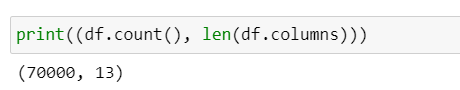 print((df.count(), len(df.columns)))
(70000, 13)